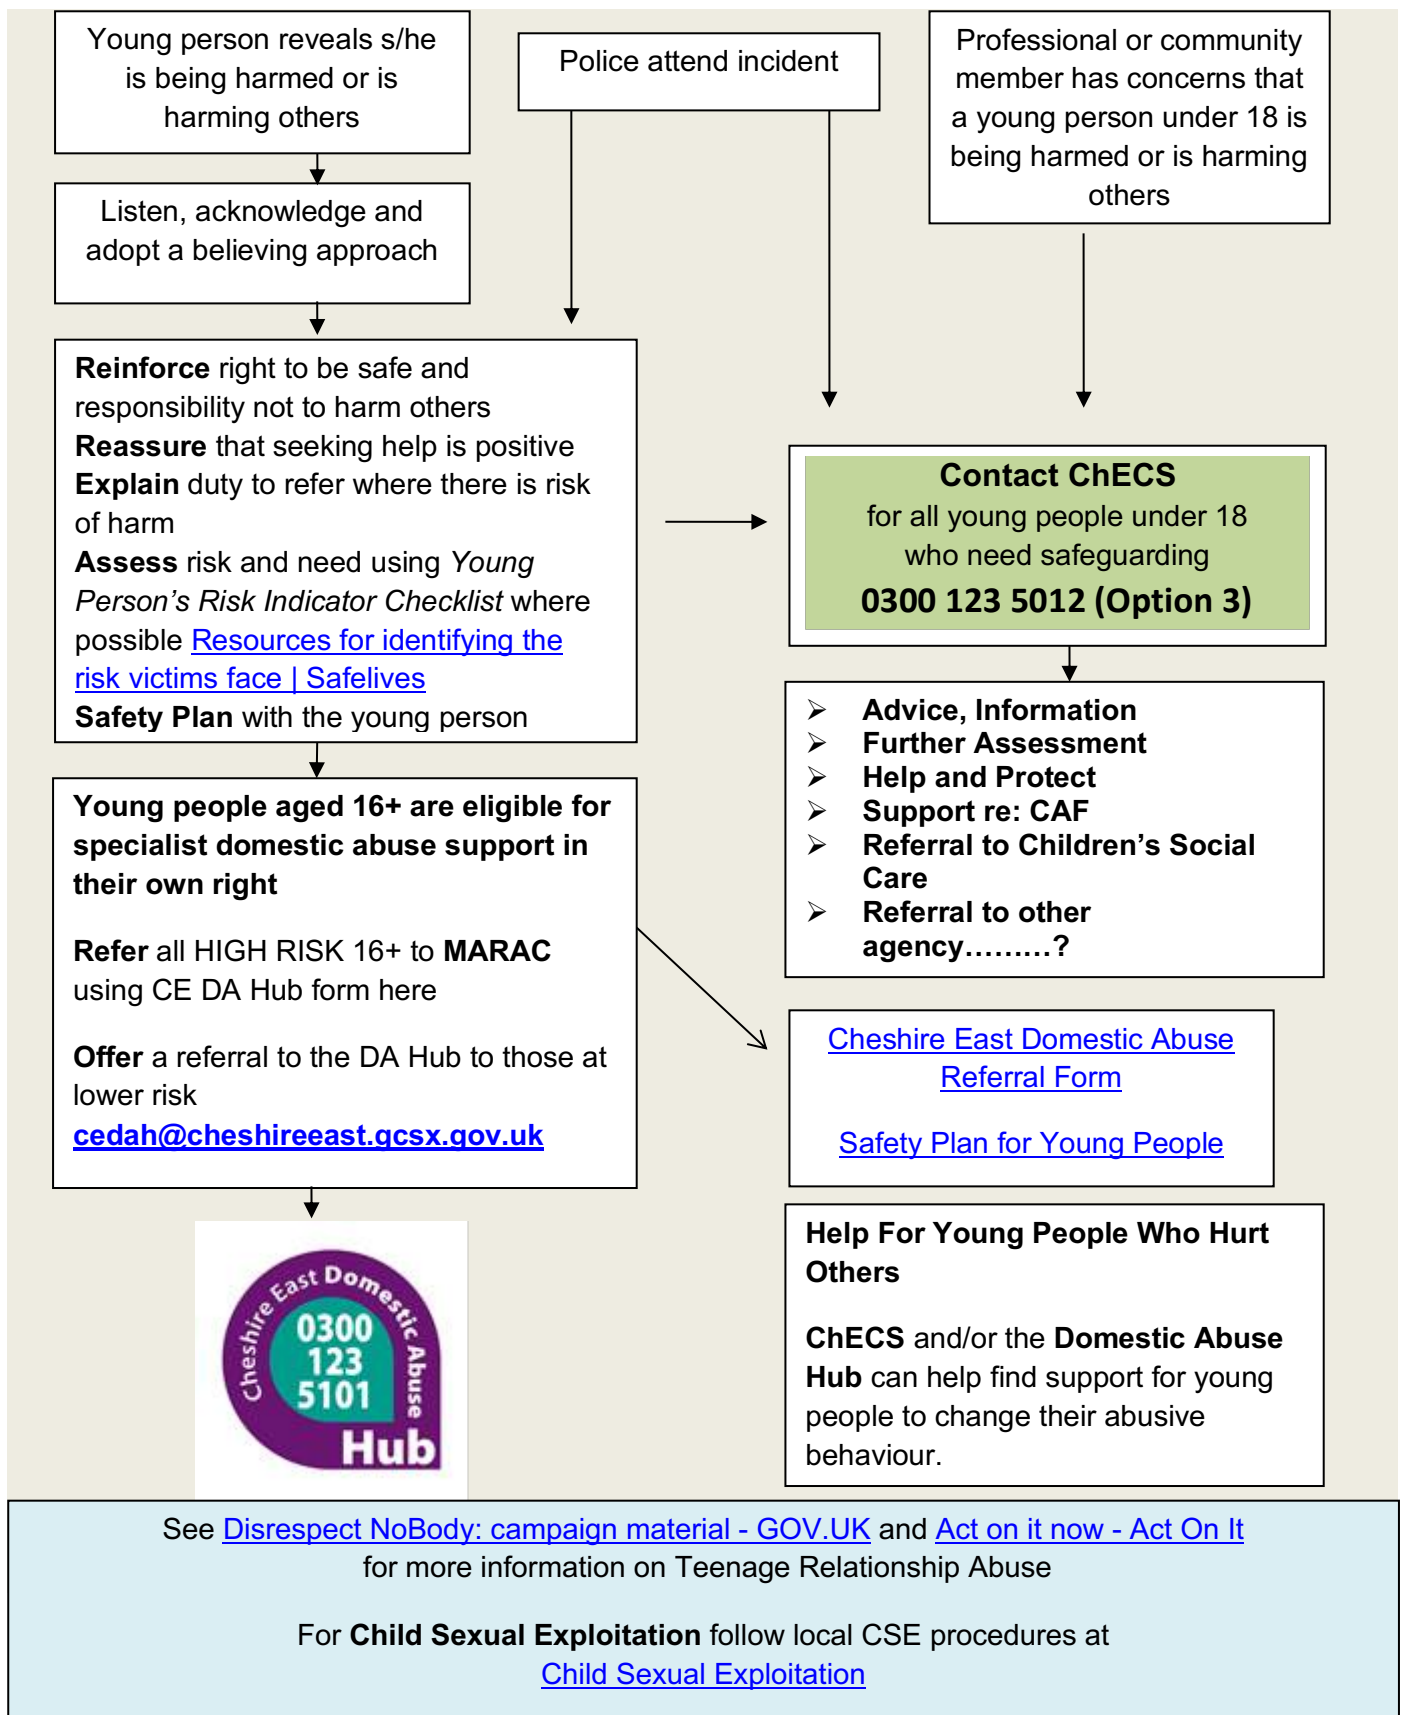 Young person reveals s/he
is being harmed or is
harming others
Police attend incident
Professional or community
member has concerns that
a young person under 18 is
being harmed or is harming
others
Listen, acknowledge and
adopt a believing approach
Reinforce right to be safe and
responsibility not to harm others
Reassure that seeking help is positive
Explain duty to refer where there is risk
of harm
Assess risk and need using Young
Person’s Risk Indicator Checklist where
possible Resources for identifying the
risk victims face | Safelives
Safety Plan with the young person
Contact ChECS
for all young people under 18
who need safeguarding
0300 123 5012 (Option 3)
➢ Advice, Information
➢ Further Assessment
➢ Help and Protect
➢ Support re: CAF
➢ Referral to Children’s Social
Care
➢ Referral to other
agency………?
Young people aged 16+ are eligible for
specialist domestic abuse support in
their own right
Refer all HIGH RISK 16+ to MARAC
using CE DA Hub form here
Offer a referral to the DA Hub to those at
lower risk
cedah@cheshireeast.gcsx.gov.uk
Cheshire East Domestic Abuse
Referral Form
Safety Plan for Young People
Cheshire East Domestic Abuse
0300
123
5101
Hub
Help For Young People Who Hurt
Others
ChECS and/or the Domestic Abuse
Hub can help find support for young
people to change their abusive
behaviour.
See Disrespect NoBody: campaign material - GOV.UK and Act on it now - Act On It
for more information on Teenage Relationship Abuse
For Child Sexual Exploitation follow local CSE procedures at
Child Sexual Exploitation